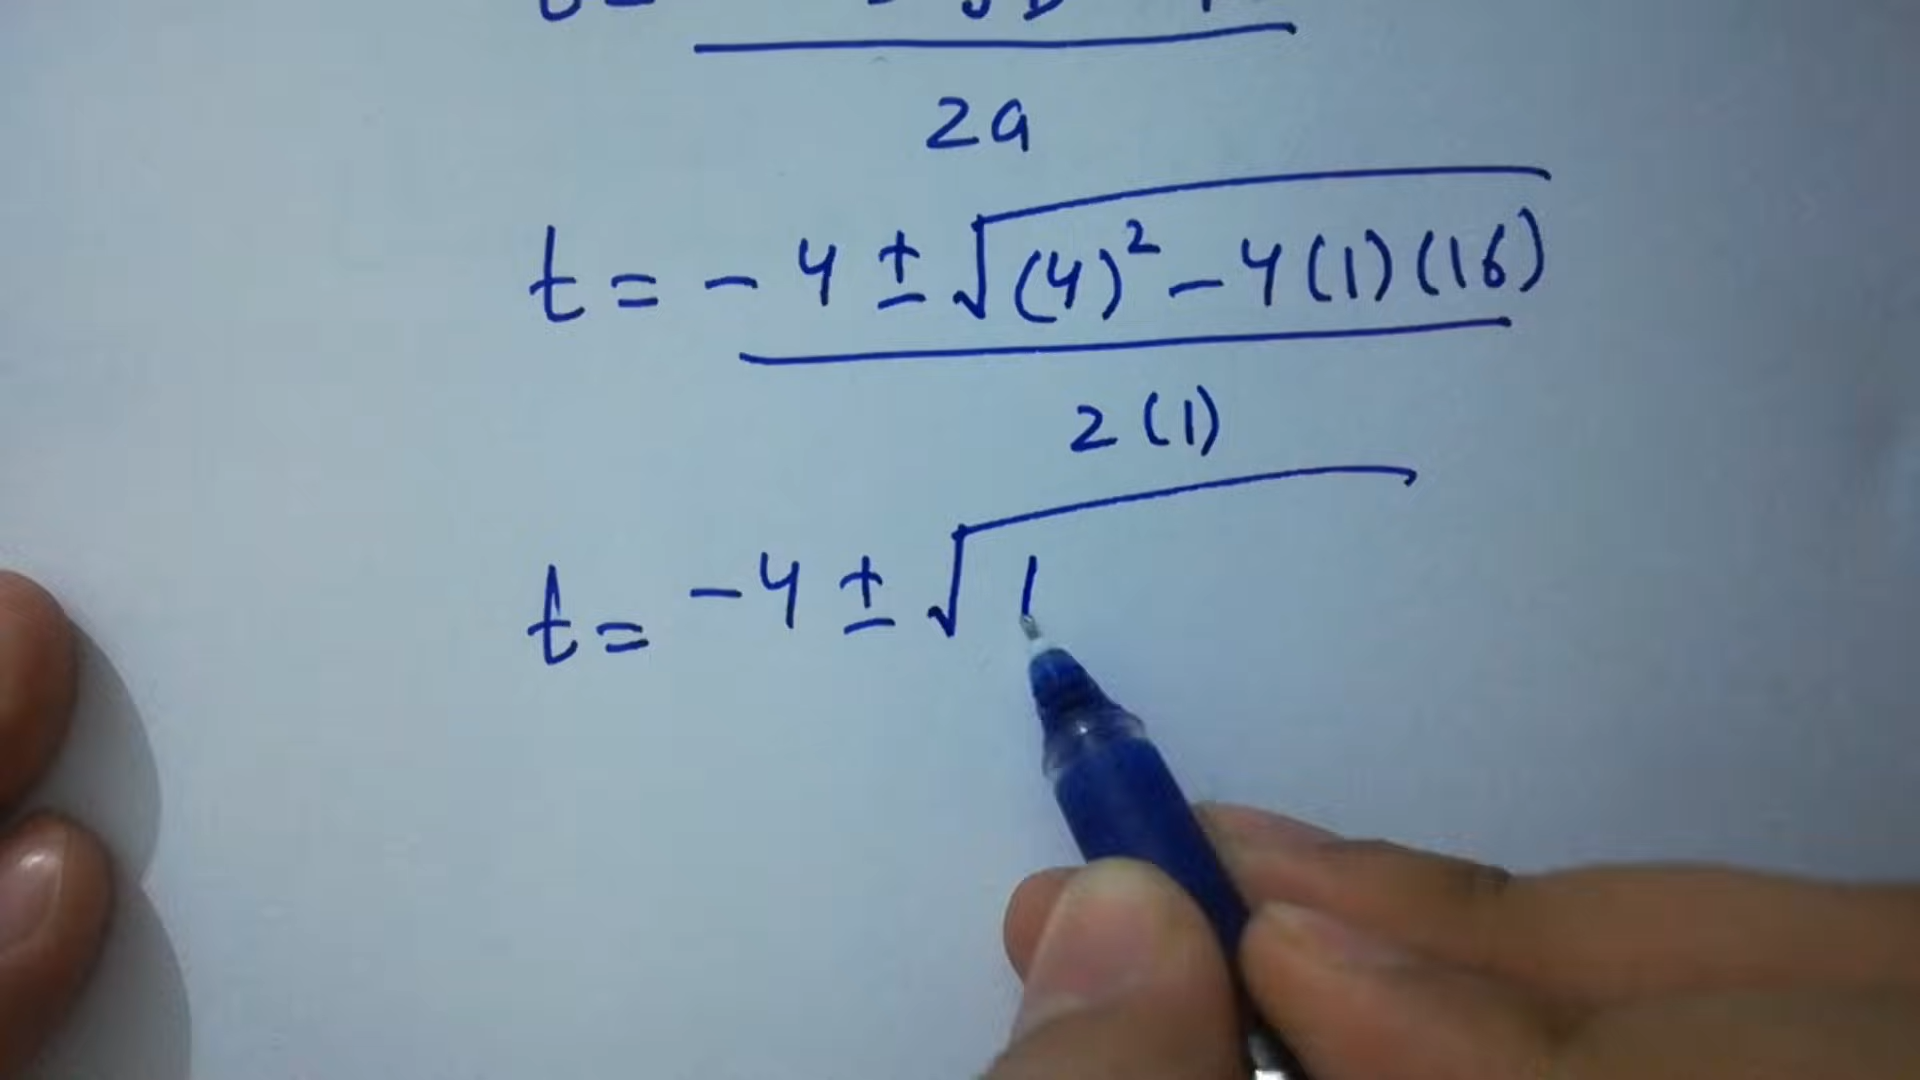 2a
t = - 4 ± √(4)² - 4(1)(16)
2(1)
t = -4 ± √1